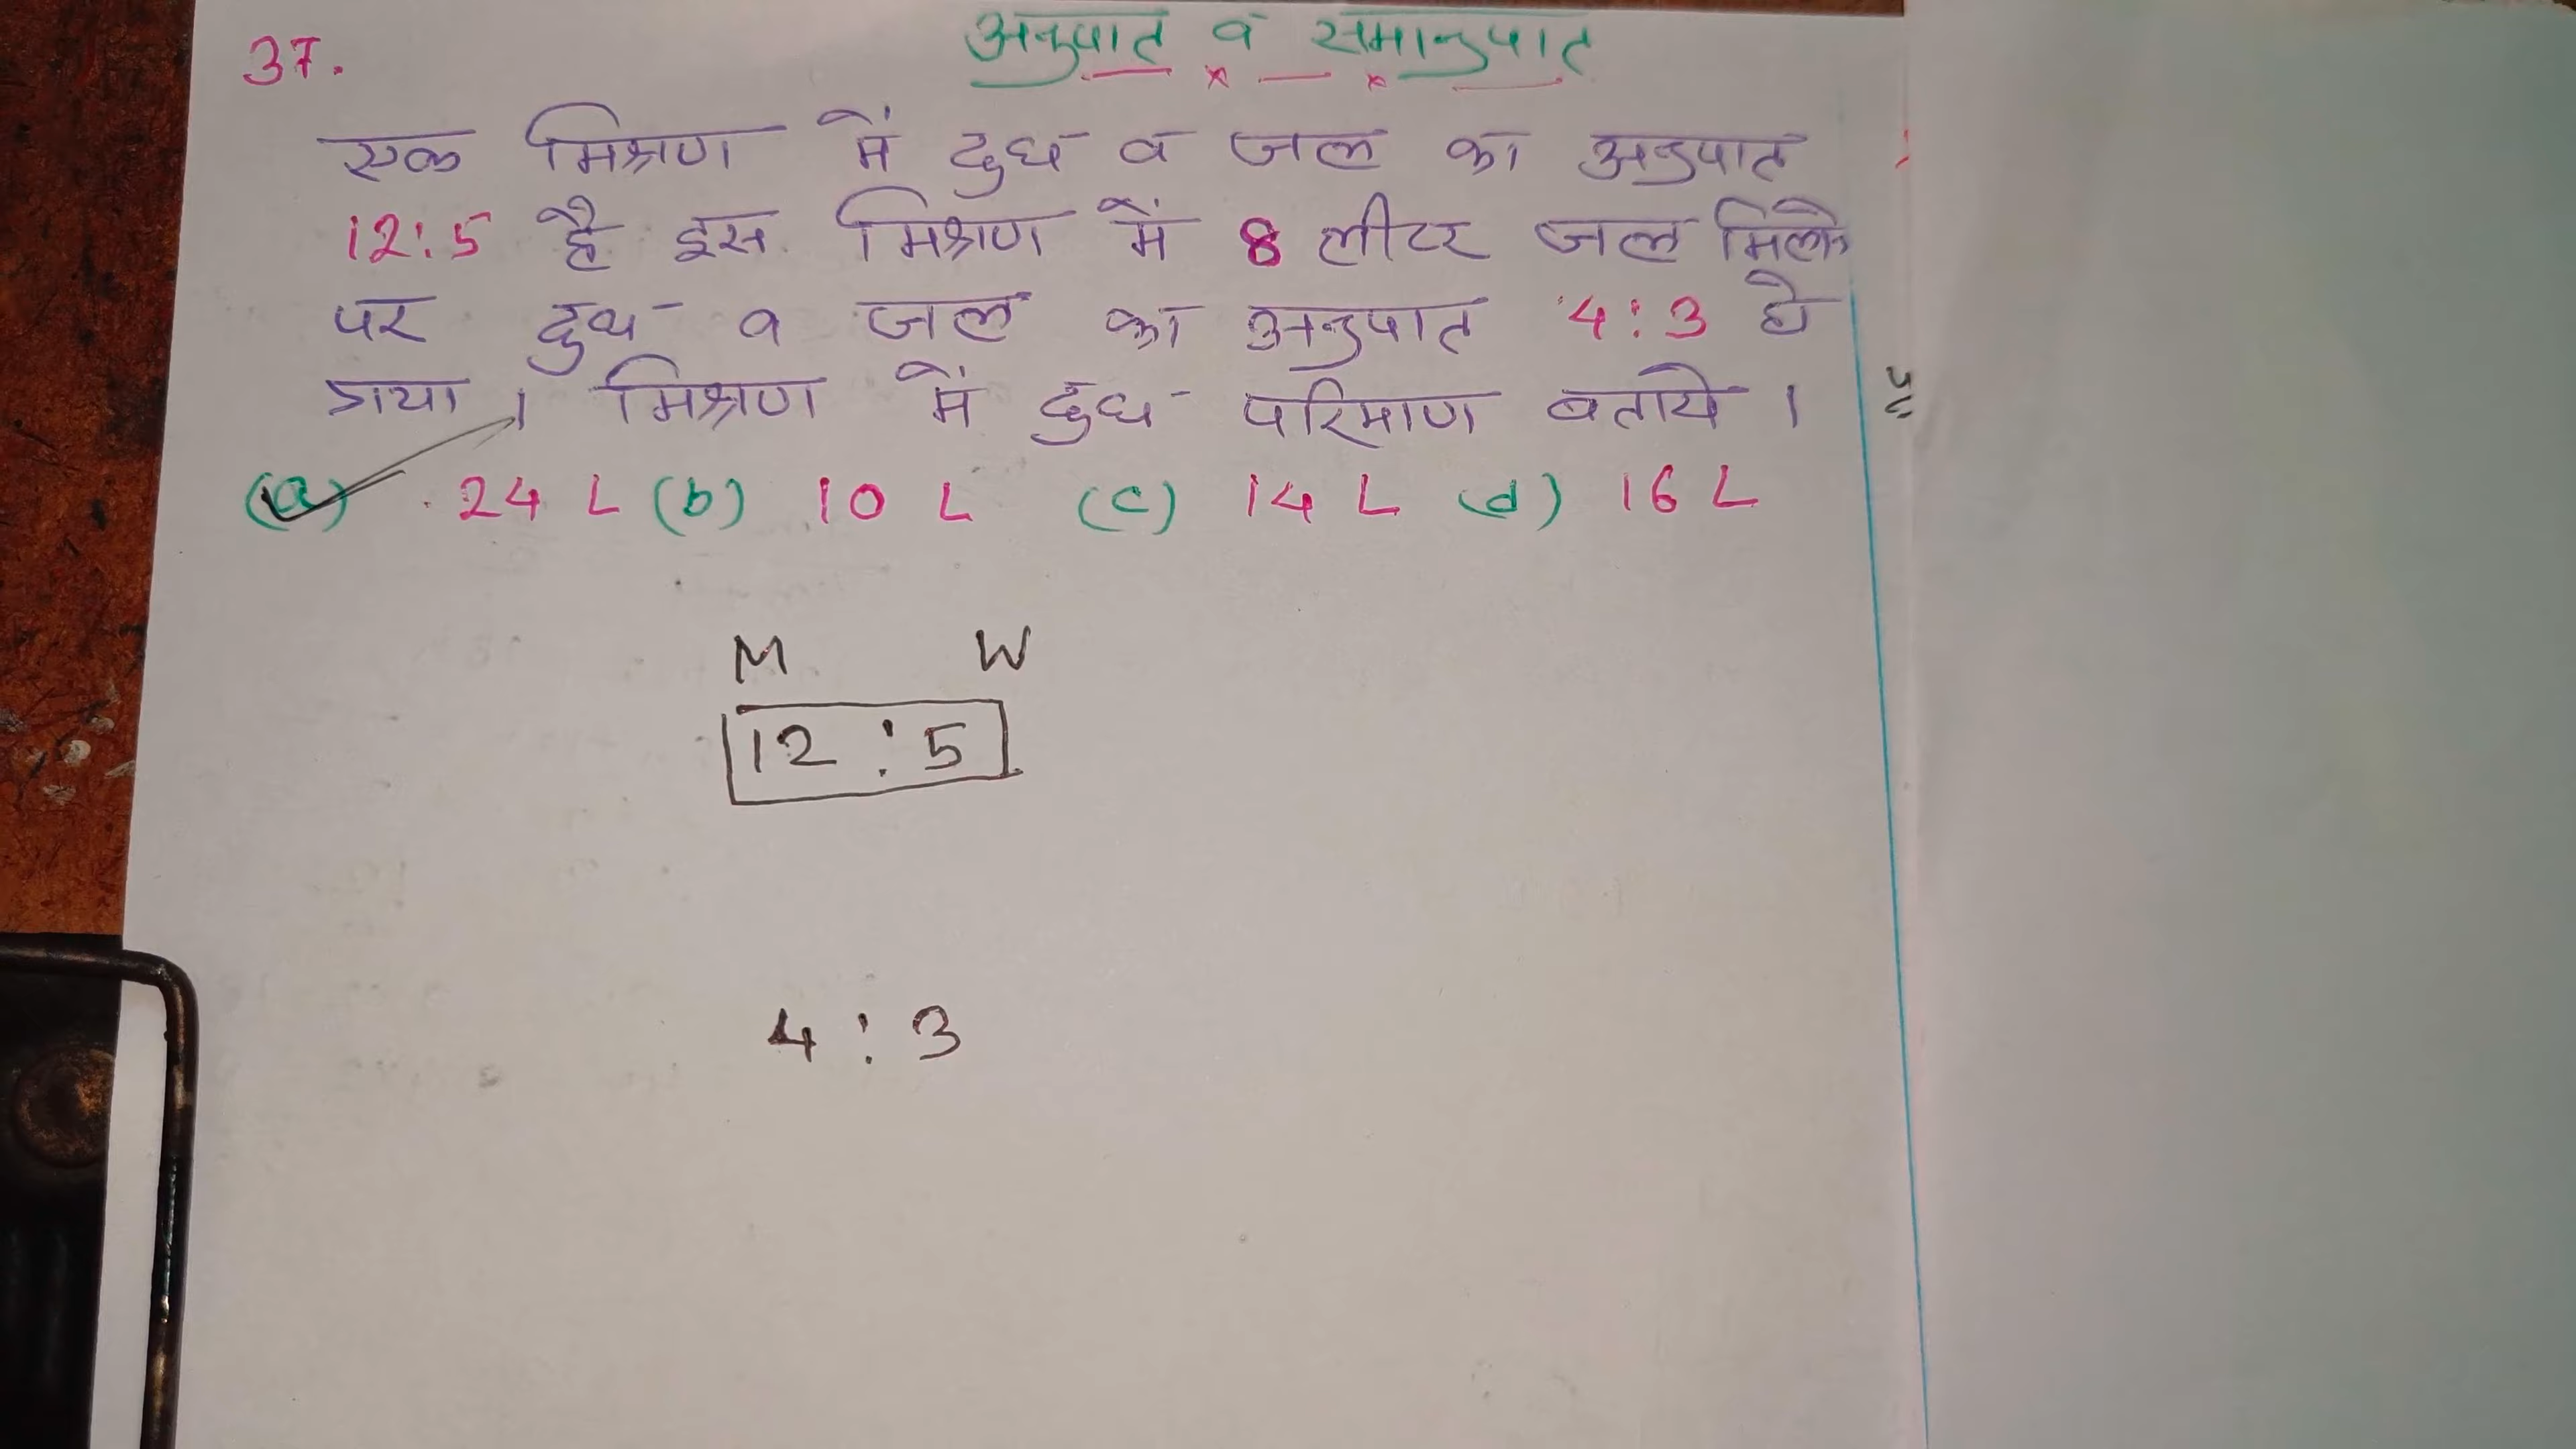 37.
अनुपात व समानुपात
एक मिश्रण में दुध व जल का अनुपात
12:5 है इस मिश्रण में 8 लीटर जल मिलाने
पर दुध व जल का अनुपात 4:3 हो
गया । मिश्रण में दुध परिमाण बताये ।
(a) 24 L (b) 10 L (c) 14 L (d) 16 L
M W
12 : 5
4 : 3